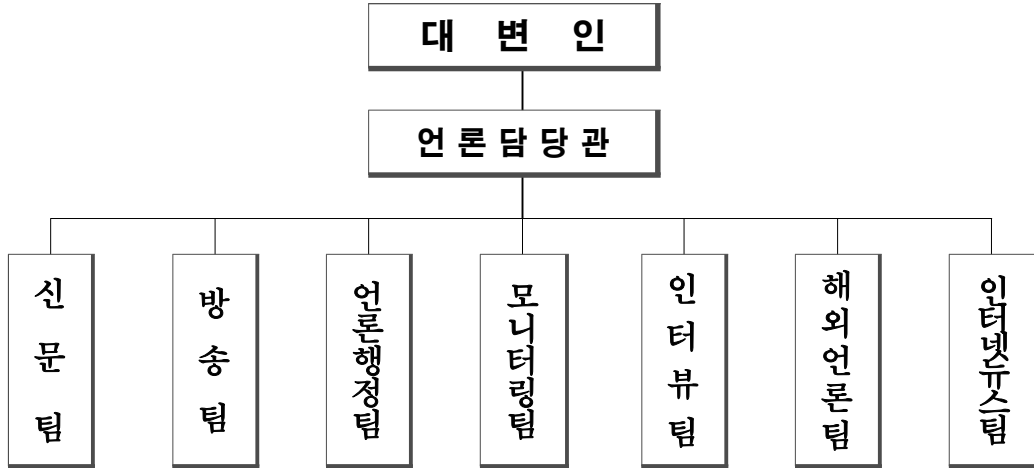 대 변 인
언 론 담 당 관
신 문 팀
방 송 팀
언론행정팀
모니터링팀
인 터 뷰 팀
해외언론팀
인터넷뉴스팀